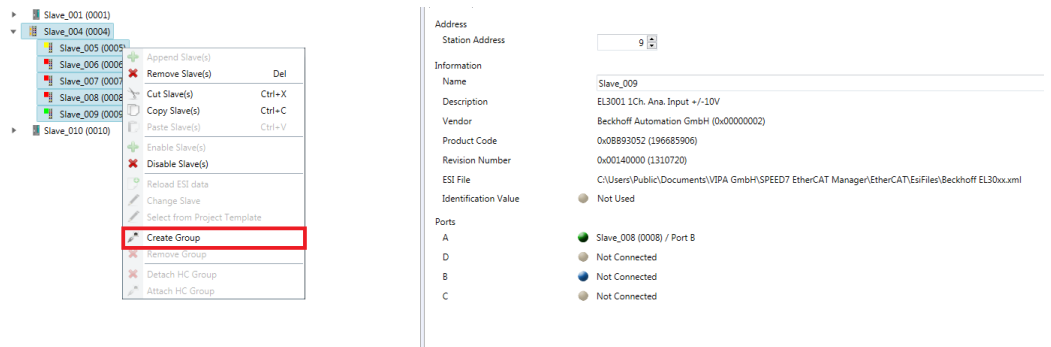 Slave_001 (0001)
Slave_004 (0004)
Slave_005 (0005)
Slave_006 (0006
Slave_007 (0007
Slave_008 (0008
Slave_009 (0009
Slave_010 (0010)
Append Slave(s)
Remove Slave(s) Del
Cut Slave(s) Ctrl+X
Copy Slave(s) Ctrl+C
Paste Slave(s) Ctrl+V
Enable Slave(s)
Disable Slave(s)
Reload ESI data
Change Slave
Select from Project Template
Create Group
Remove Group
Detach HC Group
Attach HC Group
Address
Station Address 9
Information
Name Slave_009
Description EL3001 1Ch. Ana. Input +/-10V
Vendor Beckhoff Automation GmbH (0x00000002)
Product Code 0x0BB93052 (196685906)
Revision Number 0x00140000 (1310720)
ESI File C:\Users\Public\Documents\VIPA GmbH\SPEED7 EtherCAT Manager\EtherCAT\EsiFiles\Beckhoff EL30xx.xml
Identification Value Not Used
Ports
A Slave_008 (0008) / Port B
D Not Connected
B Not Connected
C Not Connected